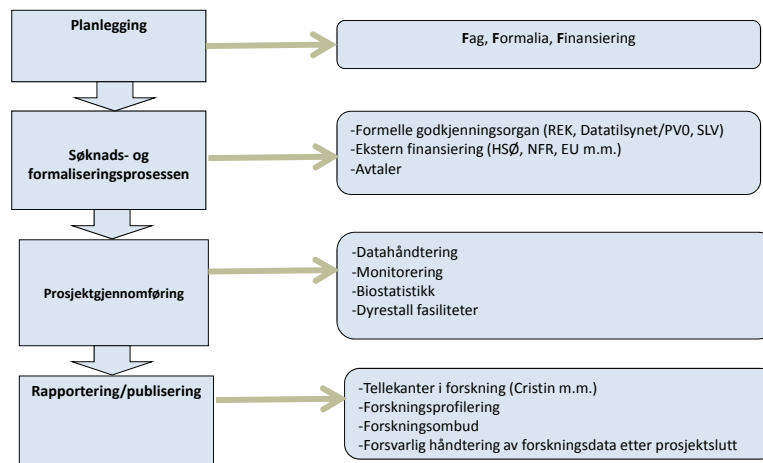 Planlegging
Fag, Formalia, Finansiering
Søknads- og
formaliseringsprosessen
-Formelle godkjenningsorgan (REK, Datatilsynet/PV0, SLV)
-Ekstern finansiering (HSØ, NFR, EU m.m.)
-Avtaler
Prosjektgjennomføring
-Datahåndtering
-Monitorering
-Biostatistikk
-Dyrestall fasiliteter
Rapportering/publisering
-Tellekanter i forskning (Cristin m.m.)
-Forskningsprofilering
-Forskningsombud
-Forsvarlig håndtering av forskningsdata etter prosjektslutt